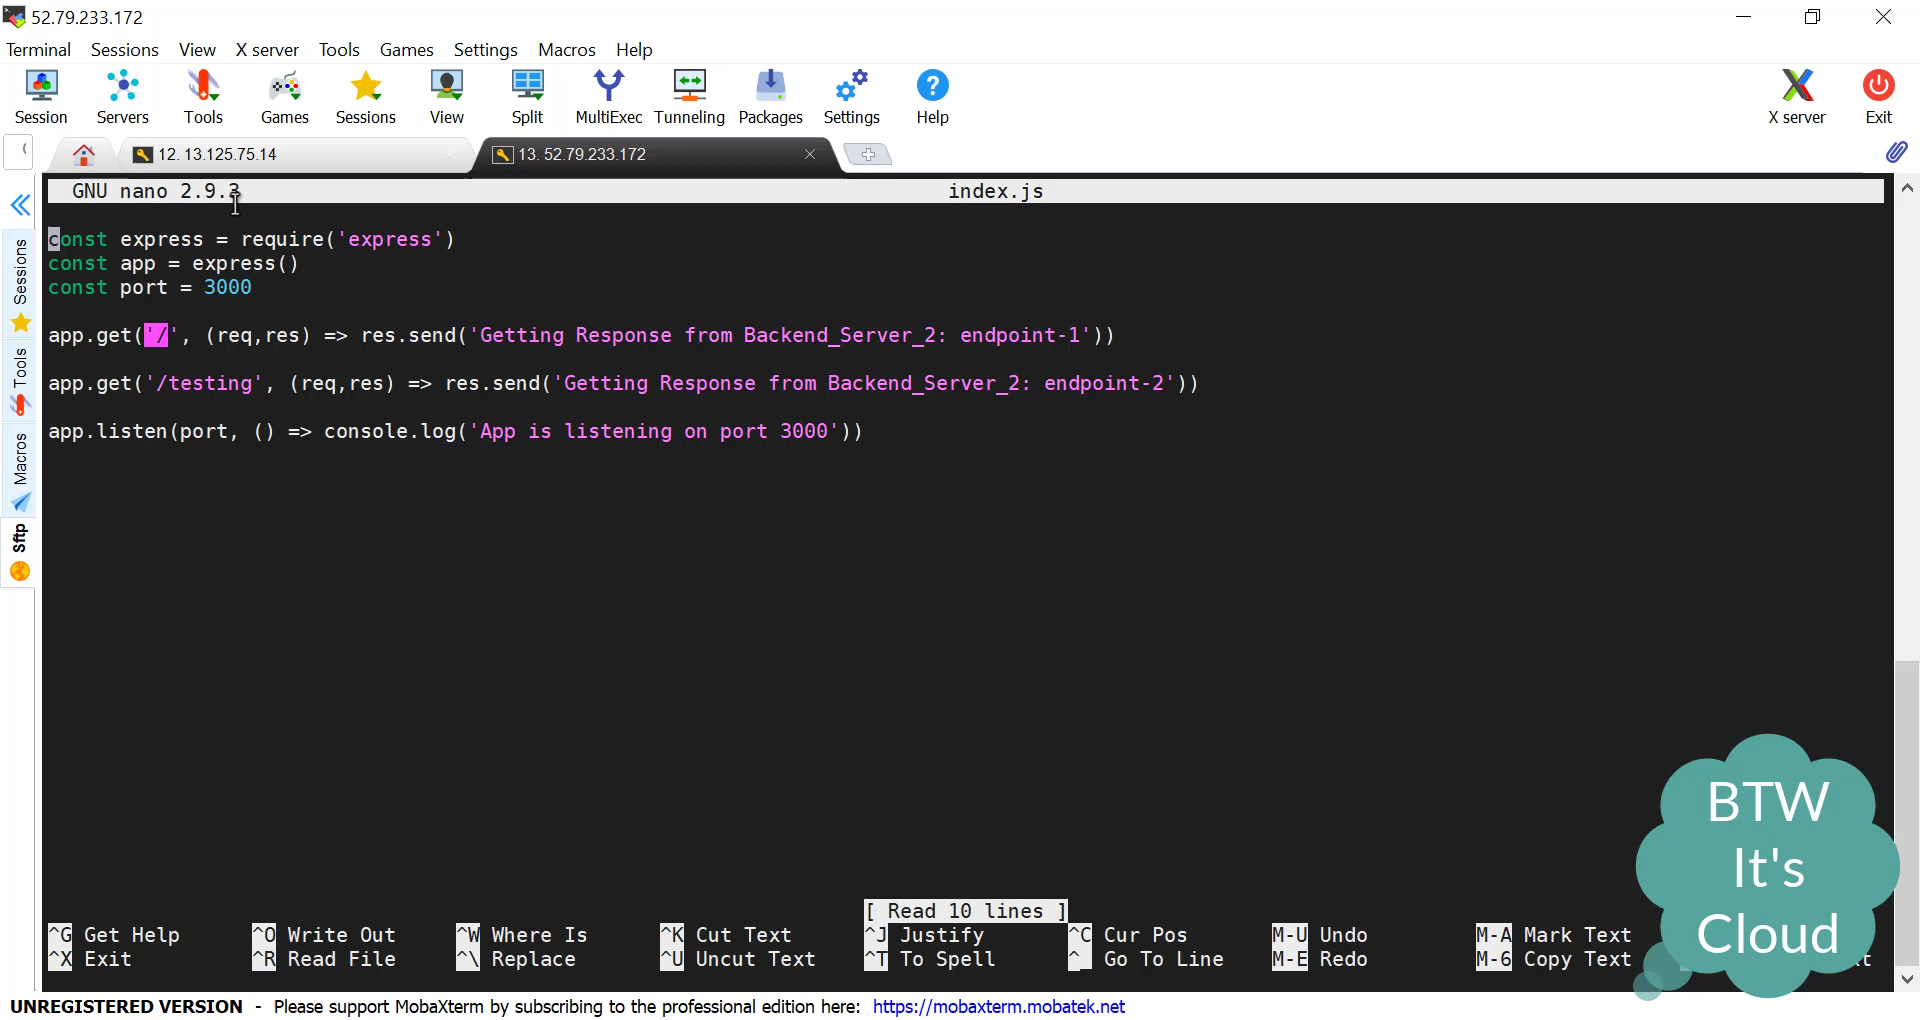 52.79.233.172
Terminal Sessions View X server Tools Games Settings Macros Help
Session Servers Tools Games Sessions View Split MultiExec Tunneling Packages Settings Help X server Exit
12. 13.125.75.14 13. 52.79.233.172
GNU nano 2.9.3 index.js
const express = require('express')
const app = express()
const port = 3000
app.get('/', (req,res) => res.send('Getting Response from Backend_Server_2: endpoint-1'))
app.get('/testing', (req,res) => res.send('Getting Response from Backend_Server_2: endpoint-2'))
app.listen(port, () => console.log('App is listening on port 3000'))
Sessions
Tools
Macros
Sftp
[ Read 10 lines ]
^G Get Help ^O Write Out ^W Where Is ^K Cut Text ^J Justify ^C Cur Pos M-U Undo M-A Mark Text
^X Exit ^R Read File ^\ Replace ^U Uncut Text ^T To Spell ^_ Go To Line M-E Redo M-6 Copy Text
BTW
It's
Cloud
UNREGISTERED VERSION - Please support MobaXterm by subscribing to the professional edition here: https://mobaxterm.mobatek.net